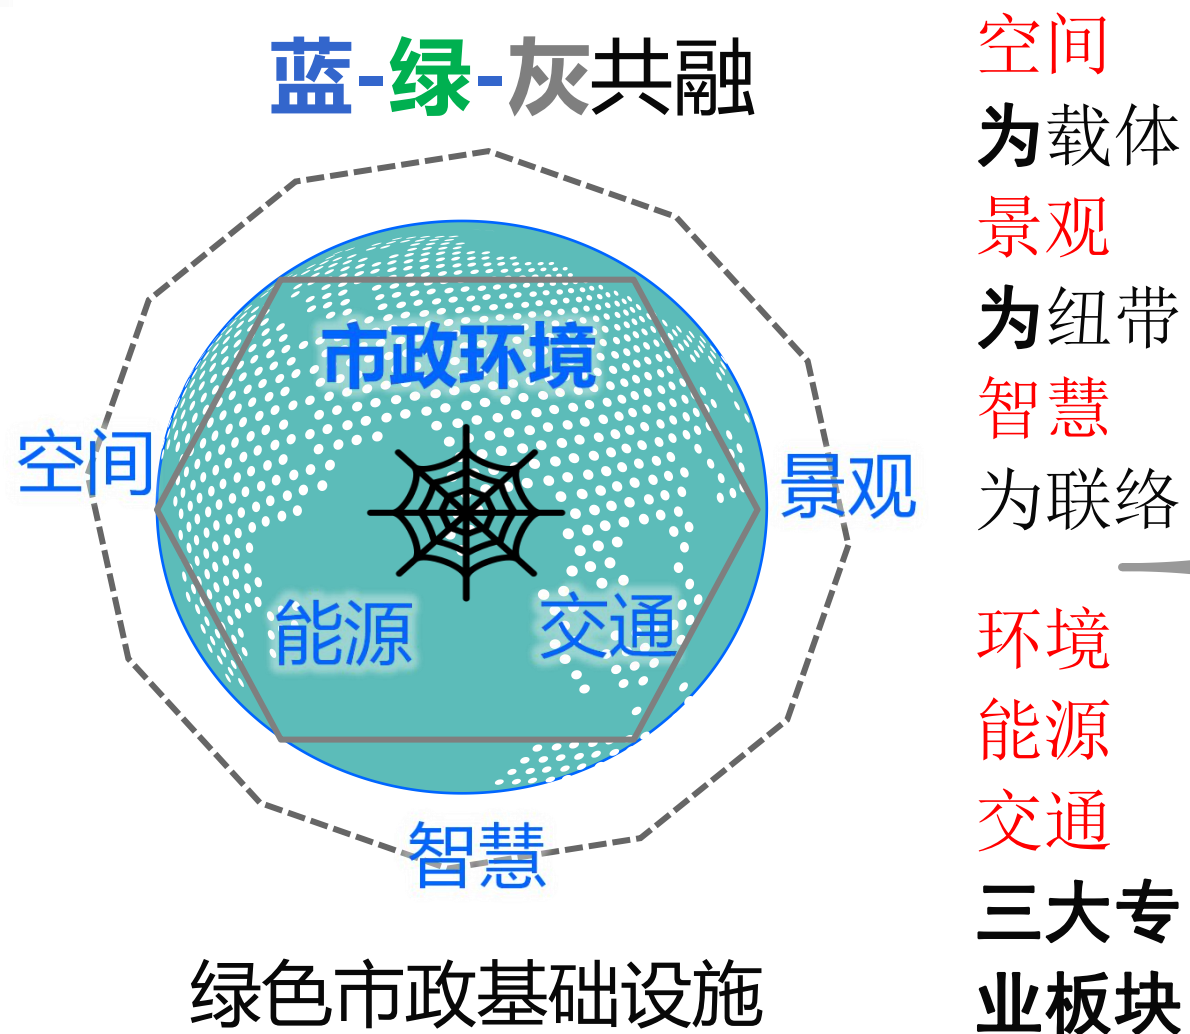 蓝-绿-灰共融
市政环境
空间
景观
能源
交通
智慧
绿色市政基础设施
空间
为载体
景观
为纽带
智慧
为联络
环境
能源
交通
三大专
业板块